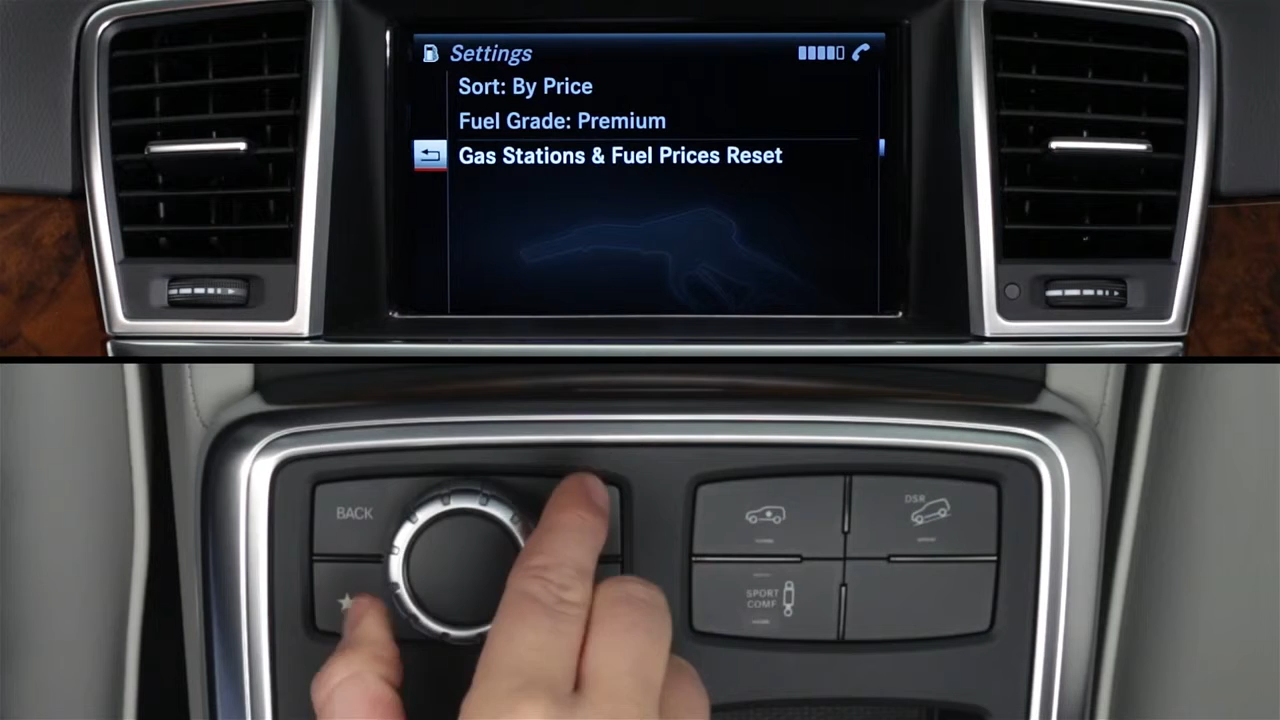 Settings
Sort: By Price
Fuel Grade: Premium
Gas Stations & Fuel Prices Reset
BACK
DSR
SPORT
COMF